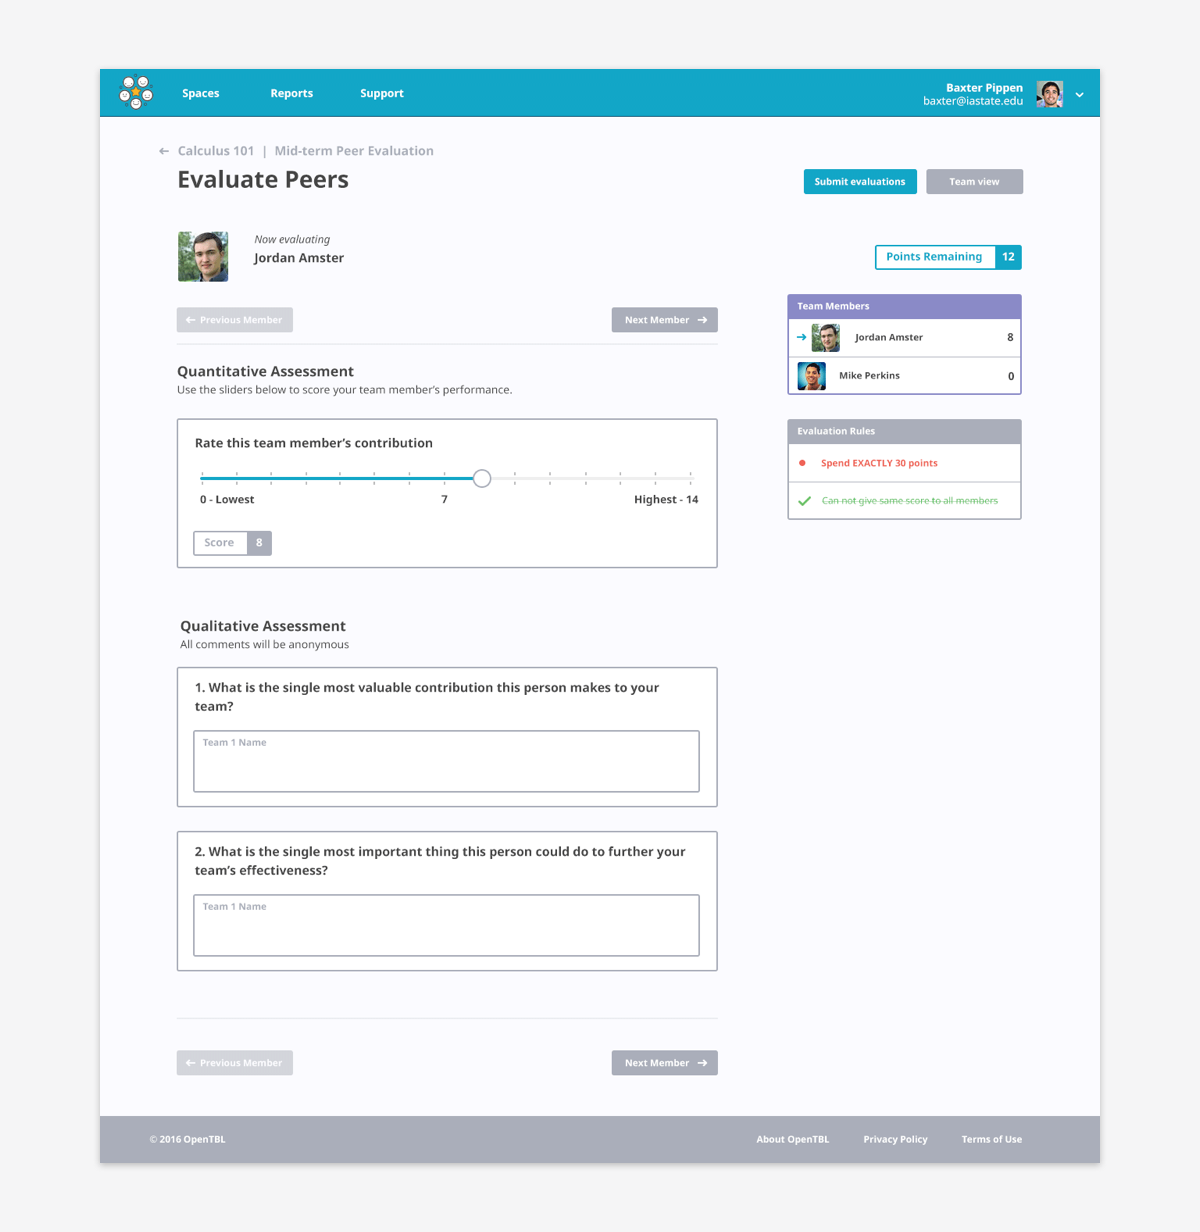 Spaces
Reports
Support
Baxter Pippen
baxter@iastate.edu
Calculus 101 | Mid-term Peer Evaluation
Evaluate Peers
Submit evaluations
Team view
Now evaluating
Jordan Amster
Points Remaining 12
Previous Member
Next Member
Team Members
Jordan Amster 8
Mike Perkins 0
Quantitative Assessment
Use the sliders below to score your team member's performance.
Evaluation Rules
Spend EXACTLY 30 points
Can not give same score to all members
Rate this team member's contribution
0 - Lowest
7
Highest - 14
Score 8
Qualitative Assessment
All comments will be anonymous
1. What is the single most valuable contribution this person makes to your
team?
Team 1 Name
2. What is the single most important thing this person could do to further your
team's effectiveness?
Team 1 Name
Previous Member
Next Member
© 2016 OpenTBL
About OpenTBL
Privacy Policy
Terms of Use